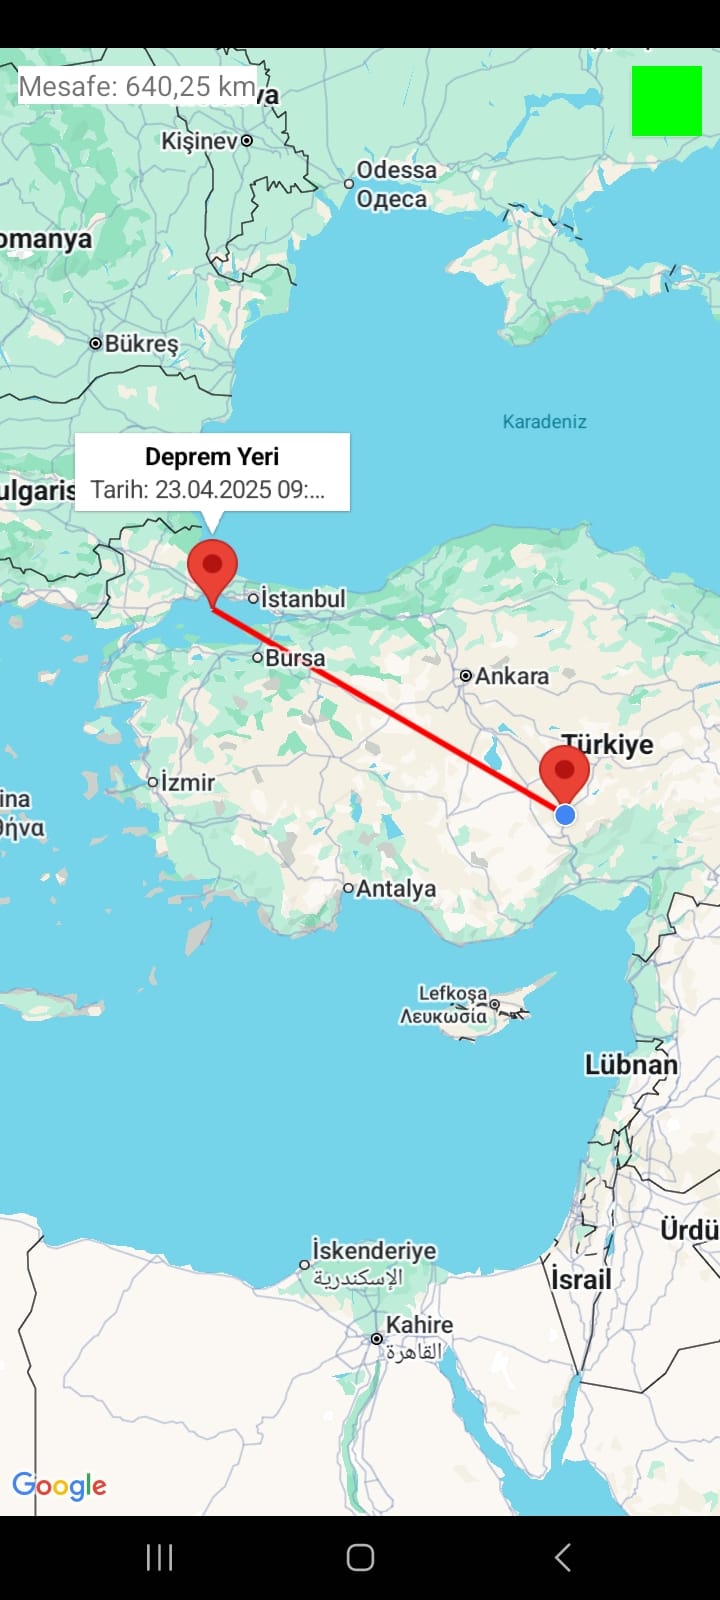 Mesafe: 640,25 km
va
Kişinev
Odessa
Одеса
omanya
Bükreş
Karadeniz
Deprem Yeri
Tarih: 23.04.2025 09:...
ulgaris
İstanbul
Bursa
Ankara
Türkiye
İzmir
ina
θήνα
Antalya
Lefkoşa
Λευκωσία
Lübnan
Ürdü
İskenderiye
الإسكندرية
İsrail
Kahire
القاهرة
Google